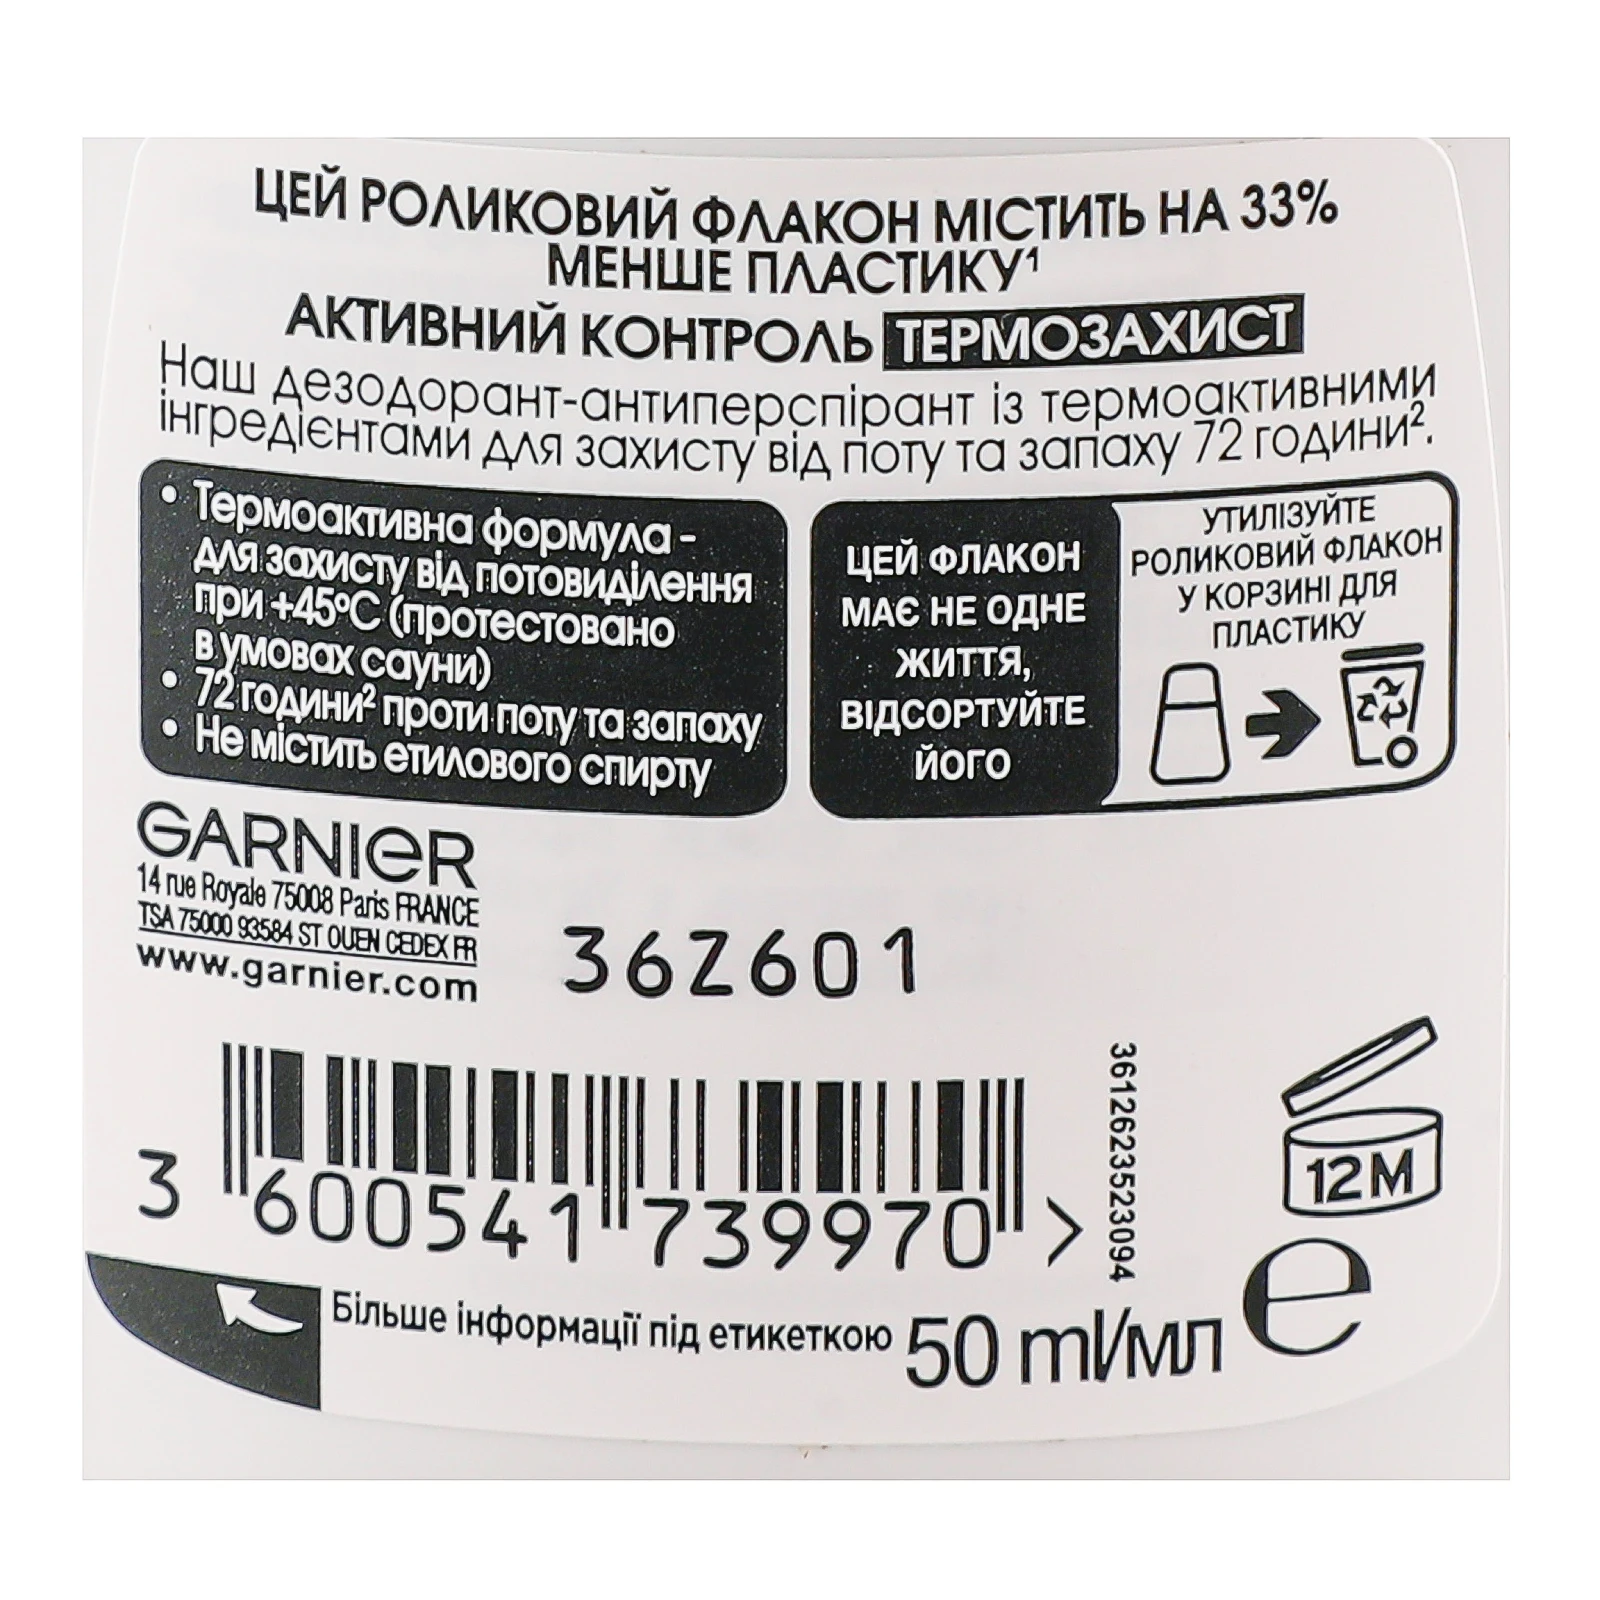 ЦЕЙ РОЛИКОВИЙ ФЛАКОН МІСТИТЬ НА 33%
МЕНШЕ ПЛАСТИКУ¹
АКТИВНИЙ КОНТРОЛЬ ТЕРМОЗАХИСТ
Наш дезодорант-антиперспірант із термоактивними
інгредієнтами для захисту від поту та запаху 72 години².
• Термоактивна формула -
для захисту від потовиділення
при +45ºС (протестовано
в умовах сауни)
• 72 години² проти поту та запаху
• Не містить етилового спирту
ЦЕЙ ФЛАКОН
МАЄ НЕ ОДНЕ
ЖИТТЯ,
ВІДСОРТУЙТЕ
ЙОГО
УТИЛІЗУЙТЕ
РОЛИКОВИЙ ФЛАКОН
У КОРЗИНІ ДЛЯ
ПЛАСТИКУ
GARNIER
14 rue Royale 75008 Paris FRANCE
TSA 75000 93584 ST OUEN CEDEX FR
www.garnier.com
36Z601
3 600541 739970 >
3612623523094
12M
Більше інформації під етикеткою
50 ml/мл e